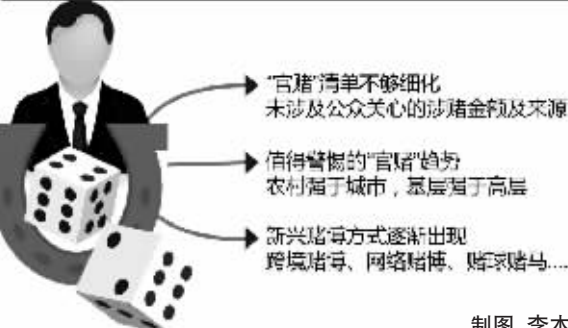 “官赌”清单不够细化
未涉及公众关心的涉赌金额及来源
值得警惕的“官赌”趋势
农村强于城市，基层强于高层
新兴赌博方式逐渐出现
跨境赌博、网络赌博、赌球赌马....
制图 李本